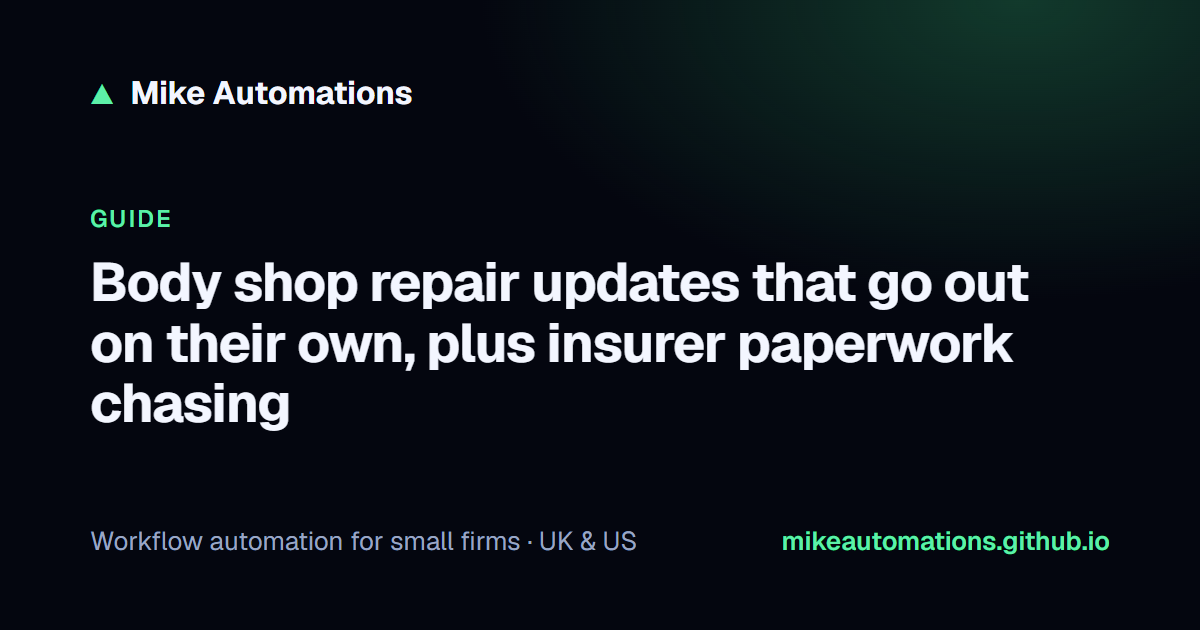 Mike Automations
GUIDE
Body shop repair updates that go out
on their own, plus insurer paperwork
chasing
Workflow automation for small firms · UK & US
mikeautomations.github.io